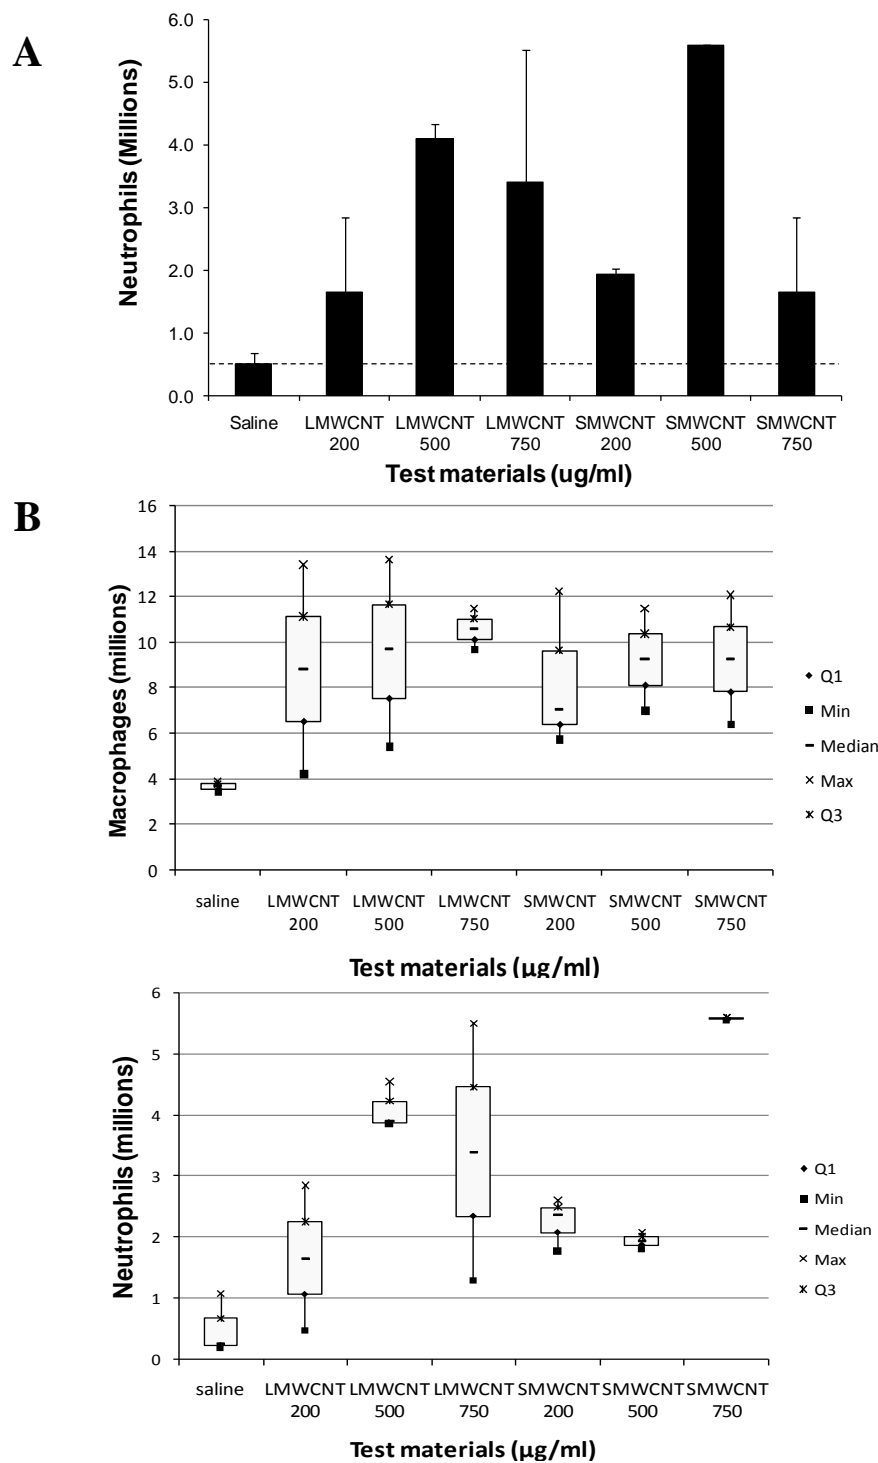 A
Neutrophils (Millions)
6.0
5.0
4.0
3.0
2.0
1.0
0.0
Saline LMWCNT LMWCNT LMWCNT SMWCNT SMWCNT SMWCNT
200 500 750 200 500 750
Test materials (ug/ml)
B
Macrophages (millions)
16
14
12
10
8
6
4
2
0
Q1
Min
Median
Max
Q3
saline LMWCNT LMWCNT LMWCNT SMWCNT SMWCNT SMWCNT
200 500 750 200 500 750
Test materials (µg/ml)
Neutrophils (millions)
6
5
4
3
2
1
0
Q1
Min
Median
Max
Q3
saline LMWCNT LMWCNT LMWCNT SMWCNT SMWCNT SMWCNT
200 500 750 200 500 750
Test materials (µg/ml)